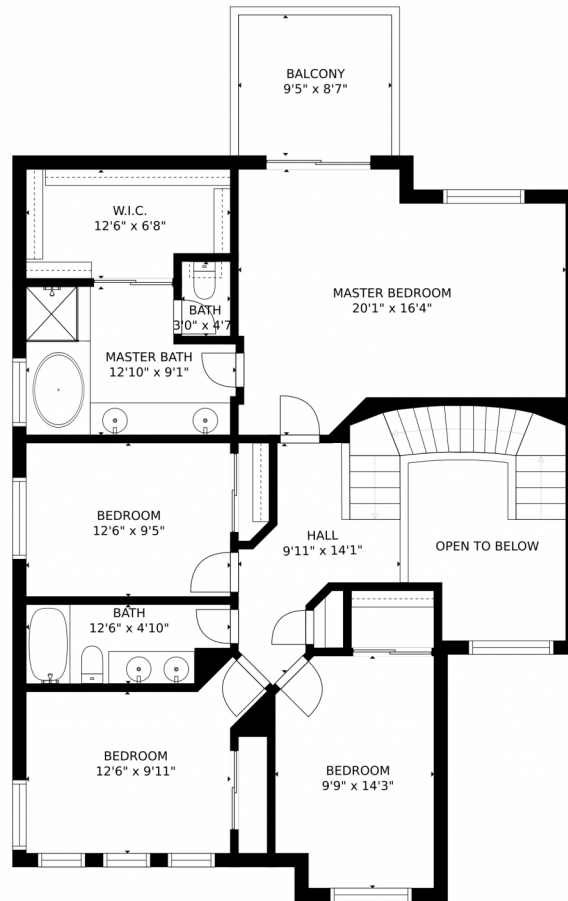 BALCONY
9'5" x 8'7"
W.I.C.
12'6" x 6'8"
BATH
3'0" x 4'7
MASTER BEDROOM
20'1" x 16'4"
MASTER BATH
12'10" x 9'1"
BEDROOM
12'6" x 9'5"
HALL
9'11" x 14'1"
OPEN TO BELOW
BATH
12'6" x 4'10"
BEDROOM
12'6" x 9'11"
BEDROOM
9'9" x 14'3"